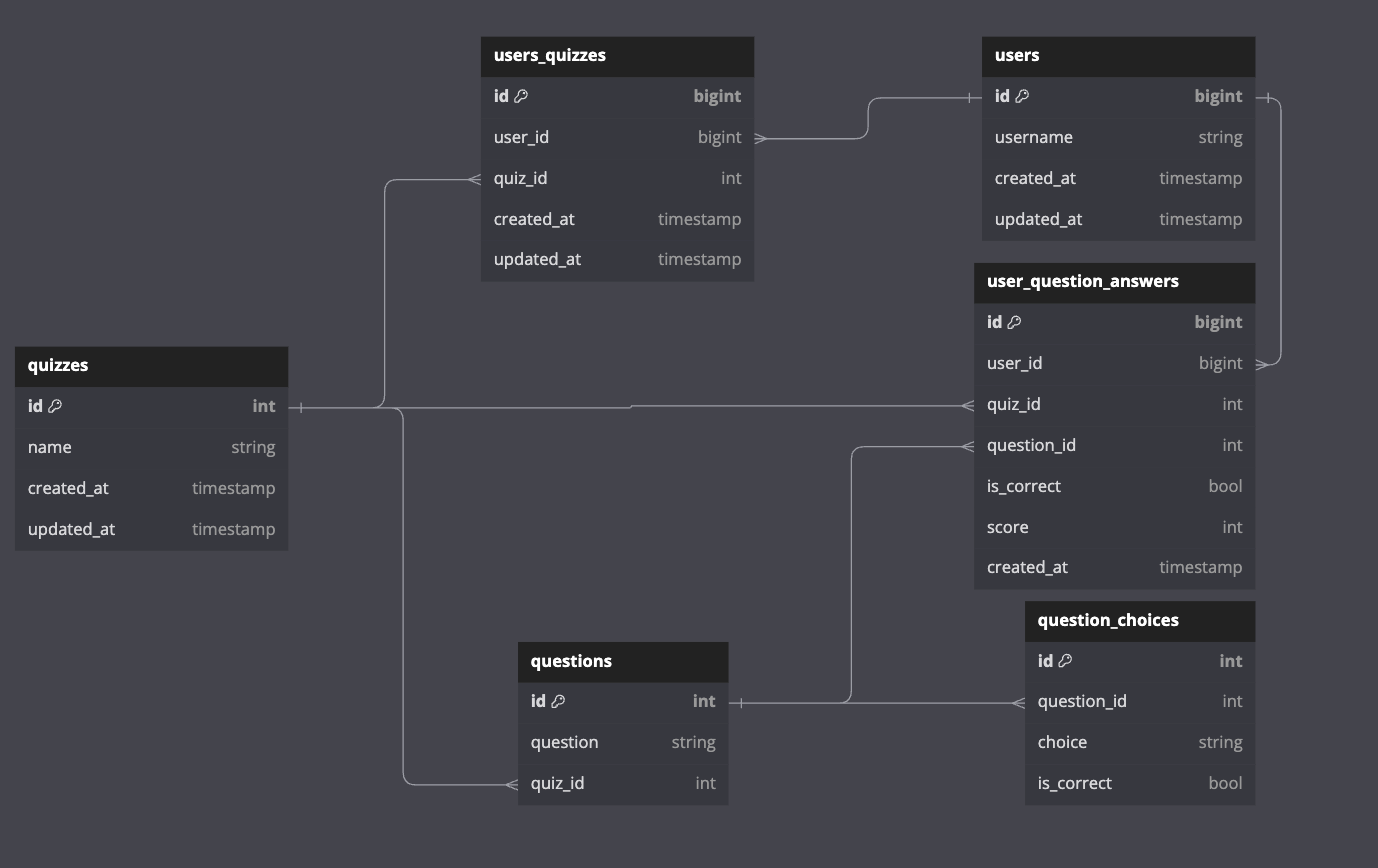 users_quizzes
id bigint
user_id bigint
quiz_id int
created_at timestamp
updated_at timestamp
users
id bigint
username string
created_at timestamp
updated_at timestamp
user_question_answers
id bigint
user_id bigint
quiz_id int
question_id int
is_correct bool
score int
created_at timestamp
quizzes
id int
name string
created_at timestamp
updated_at timestamp
questions
id int
question string
quiz_id int
question_choices
id int
question_id int
choice string
is_correct bool